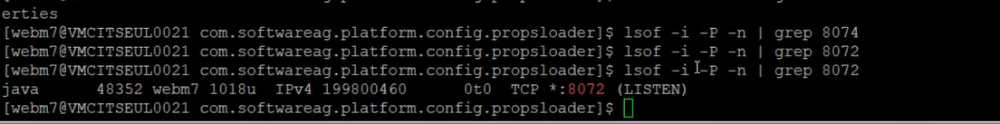 erties
[webm7@VMCITSEUL0021 com.softwareag.platform.config.propsloader]$ lsof -i -P -n | grep 8074
[webm7@VMCITSEUL0021 com.softwareag.platform.config.propsloader]$ lsof -i -P -n | grep 8072
[webm7@VMCITSEUL0021 com.softwareag.platform.config.propsloader]$ lsof -i -P -n | grep 8072
java      48352 webm7 1018u  IPv4 199800460      0t0  TCP *:8072 (LISTEN)
[webm7@VMCITSEUL0021 com.softwareag.platform.config.propsloader]$